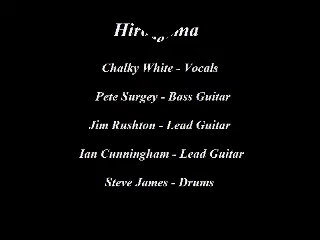 Chalky White - Vocals
Pete Surgey - Bass Guitar
Jim Rushton - Lead Guitar
Ian Cunningham - Lead Guitar
Steve James - Drums